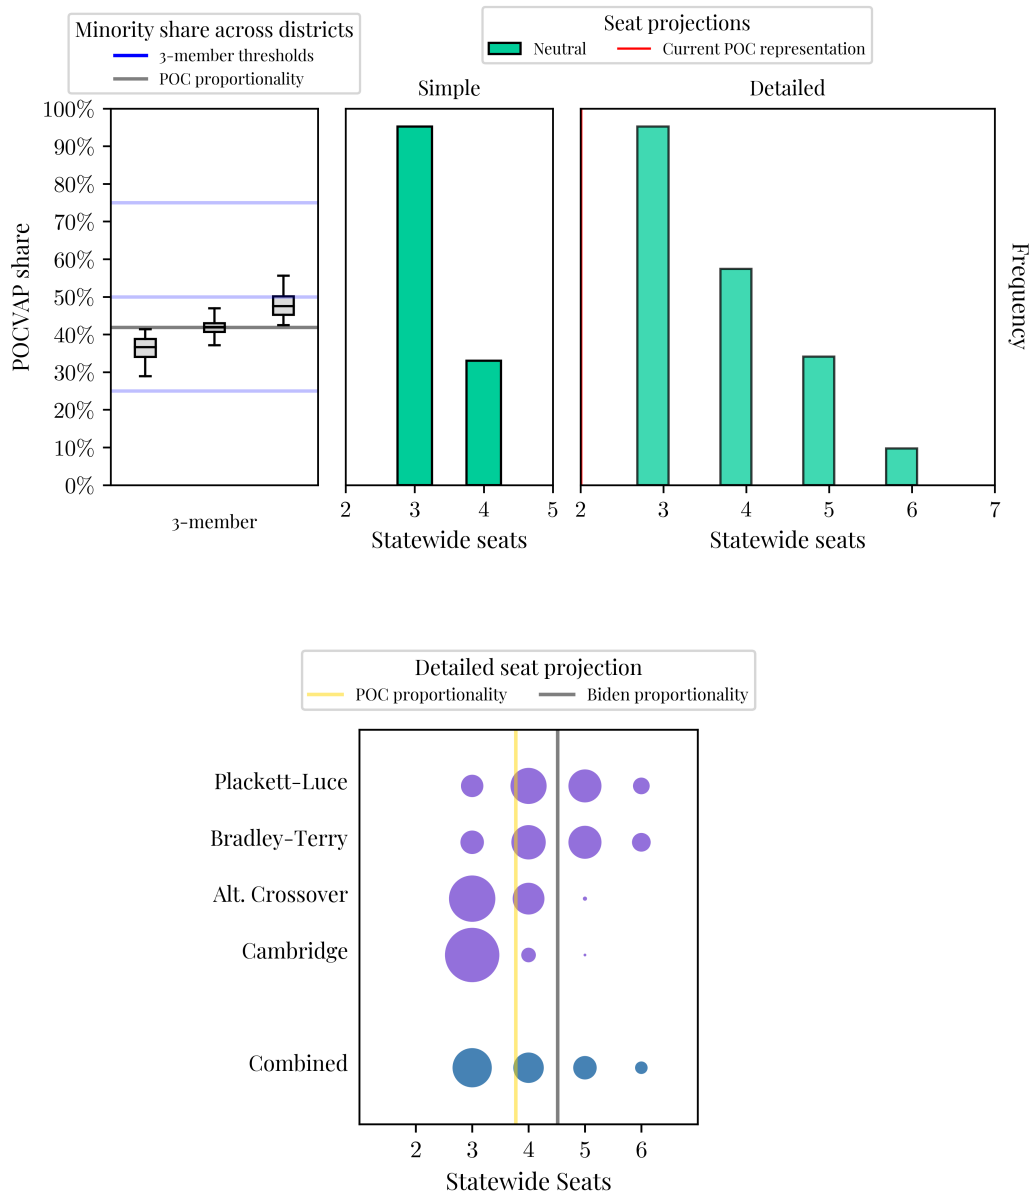 Minority share across districts
3-member thresholds
POC proportionality
Seat projections
Neutral
Current POC representation
Simple
Detailed
100%
90%
80%
70%
60%
50%
40%
30%
20%
10%
0%
POCVAP share
3-member
2 3 4 5
Statewide seats
2 3 4 5 6 7
Statewide seats
Frequency
Detailed seat projection
POC proportionality
Biden proportionality
Plackett-Luce
Bradley-Terry
Alt. Crossover
Cambridge
Combined
2 3 4 5 6
Statewide Seats